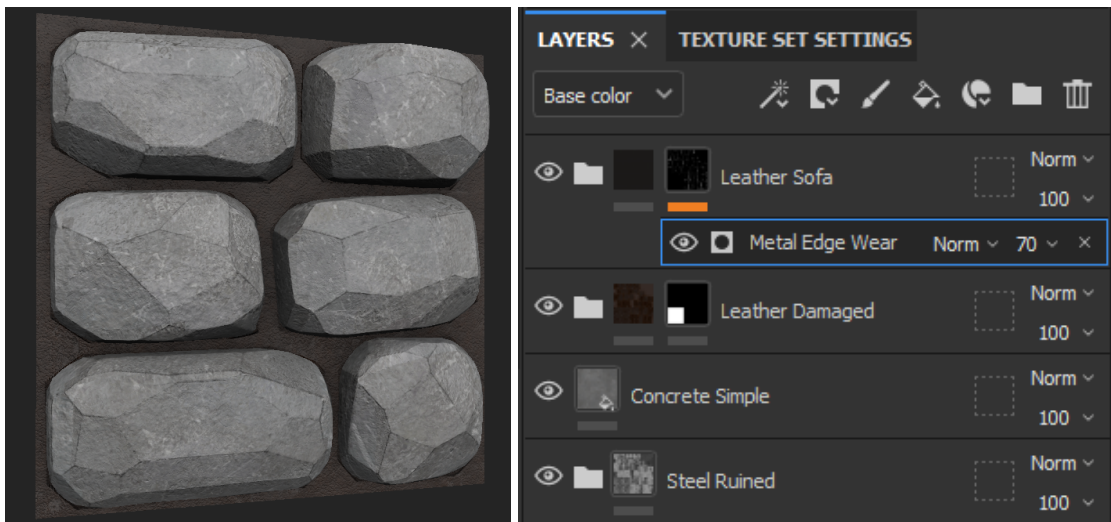 LAYERS × TEXTURE SET SETTINGS
Base color
Leather Sofa Norm
100
Metal Edge Wear Norm 70 ×
Leather Damaged Norm
100
Concrete Simple Norm
100
Steel Ruined Norm
100